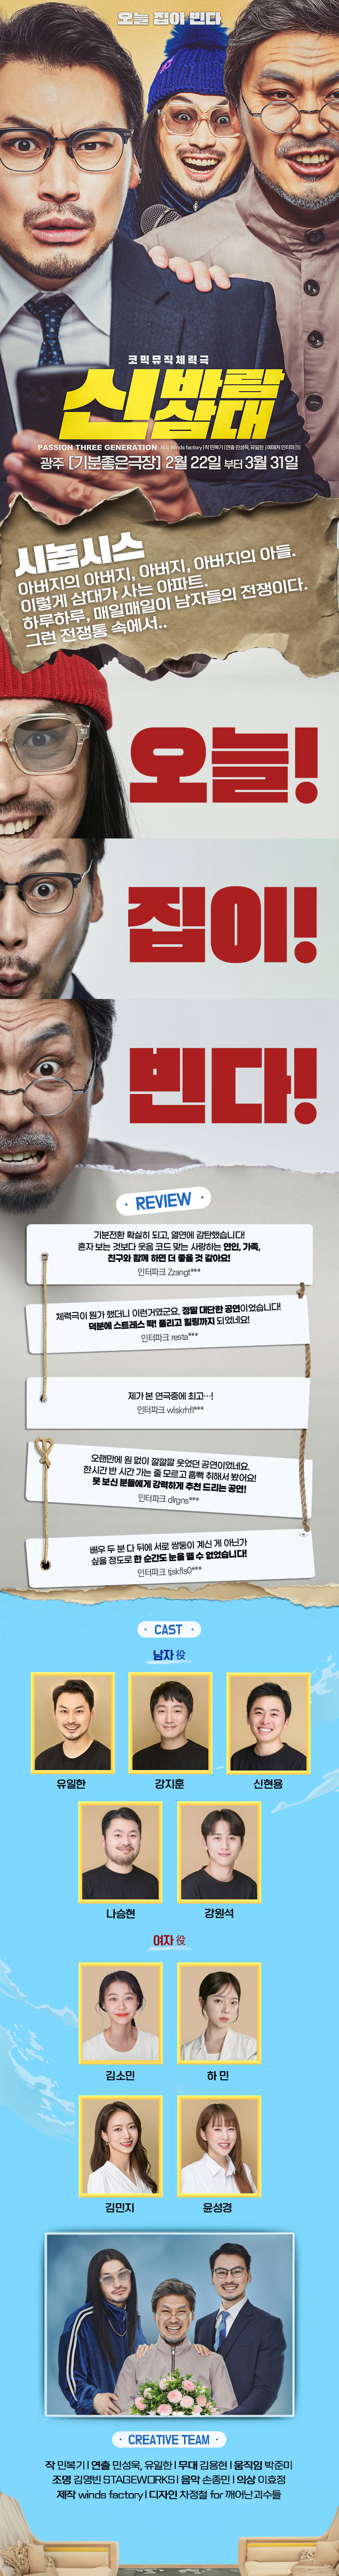 오늘 집이 빈다
코믹뮤직체력극
신바람
삼대
PASSION THREE GENERATION
제작 winds factory | 작 민복기 | 연출 민성욱, 유일한 | 예매처 인터파크
광주 [기분좋은극장] 2월 22일 부터 3월 31일
시놉시스
아버지의 아버지, 아버지, 아버지의 아들.
이렇게 삼대가 사는 아파트.
하루하루, 매일매일이 남자들의 전쟁이다.
그런 전쟁통 속에서..
오늘!
집이!
빈다!
REVIEW
기분전환 확실히 되고, 열연에 감탄했습니다!
혼자 보는 것보다 웃음 코드 맞는 사랑하는 연인, 가족,
친구와 함께 하면 더 좋을 것 같아요!
인터파크 Zzangt***
체력극이 뭔가 했더니 이런거였군요. 정말 대단한 공연이었습니다!
덕분에 스트레스 쫙! 풀리고 힐링까지 되었네요!
인터파크 resta***
제가 본 연극중에 최고…!
인터파크 wlskrhfl***
오랜만에 원 없이 깔깔깔 웃었던 공연이었네요.
한시간 반 시간 가는 줄 모르고 흠뻑 취해서 봤어요!
못 보신 분들에게 강력하게 추천 드리는 공연!
인터파크 dlrgns***
배우 두 분 다 뒤에 서로 쌍둥이 계신 게 아닌가
싶을 정도로 한 순간도 눈을 뗄 수 없었습니다!
인터파크 tjskfls0***
CAST
남자 役
유일한 강지훈 신현용
나승현 강원석
여자 役
김소민 하 민
김민지 윤성경
CREATIVE TEAM
작 민복기 l 연출 민성욱, 유일한 l 무대 김용현 l 움직임 박준미
조명 김영빈 STAGEWORKS l 음악 손종민 l 의상 이효정
제작 winds factory l 디자인 차정철 for 깨어난괴수들